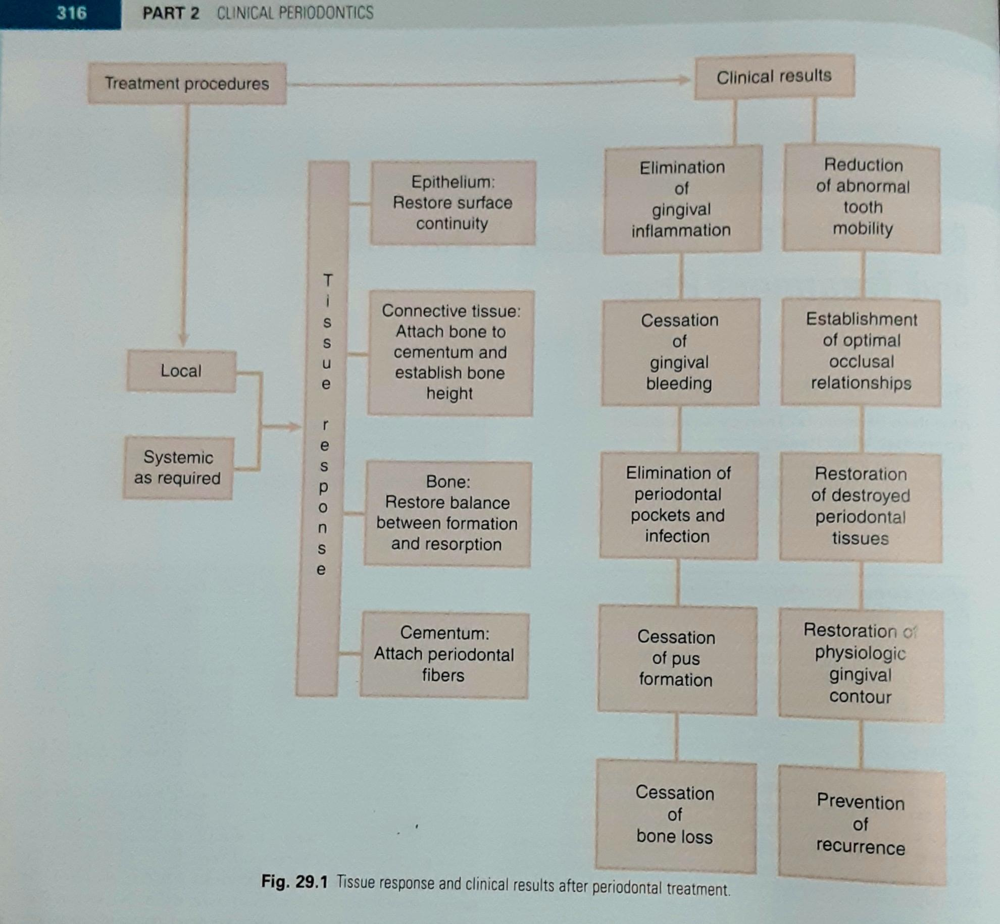 316 PART 2 CLINICAL PERIODONTICS
Treatment procedures
Clinical results
Local
Systemic
as required
Tissue response
Epithelium:
Restore surface
continuity
Connective tissue:
Attach bone to
cementum and
establish bone
height
Bone:
Restore balance
between formation
and resorption
Cementum:
Attach periodontal
fibers
Elimination
of
gingival
inflammation
Cessation
of
gingival
bleeding
Elimination of
periodontal
pockets and
infection
Cessation
of pus
formation
Cessation
of
bone loss
Reduction
of abnormal
tooth
mobility
Establishment
of optimal
occlusal
relationships
Restoration
of destroyed
periodontal
tissues
Restoration of
physiologic
gingival
contour
Prevention
of
recurrence
Fig. 29.1 Tissue response and clinical results after periodontal treatment.